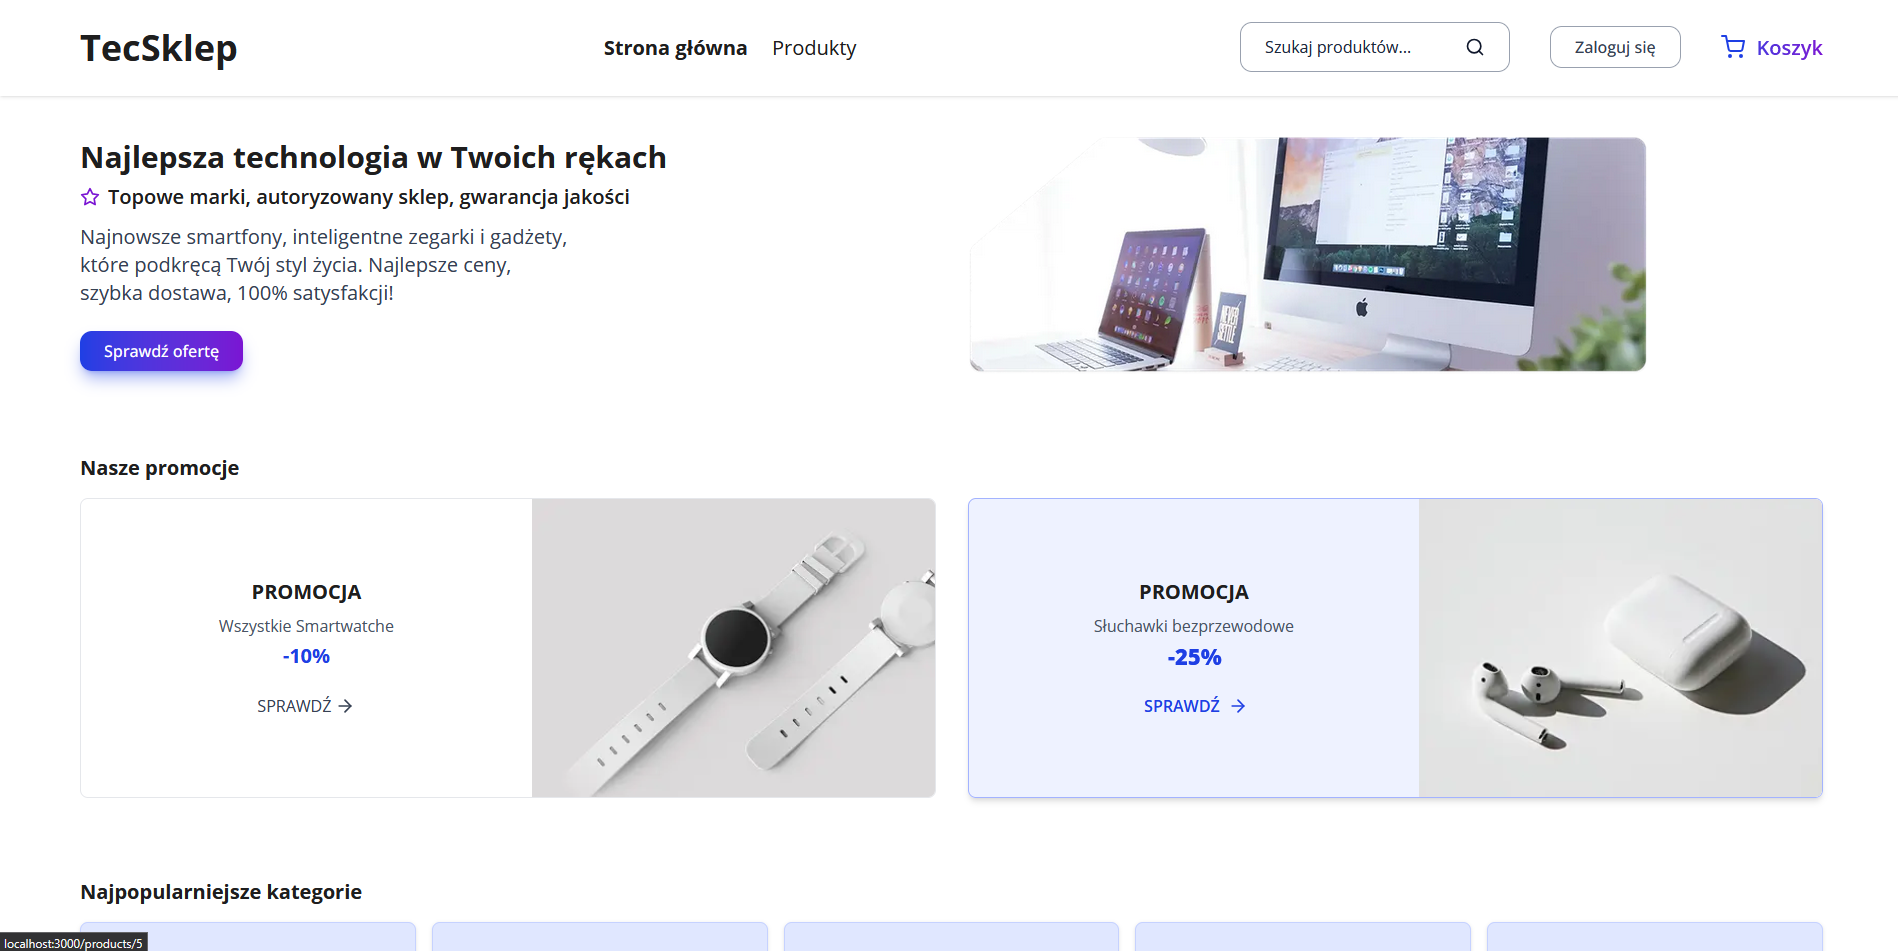 TecSklep
Strona główna
Produkty
Szukaj produktów...
Zaloguj się
Koszyk
Najlepsza technologia w Twoich rękach
Topowe marki, autoryzowany sklep, gwarancja jakości
Najnowsze smartfony, inteligentne zegarki i gadżety,
które podkręcą Twój styl życia. Najlepsze ceny,
szybka dostawa, 100% satysfakcji!
Sprawdź ofertę
NEVER
SETTLE
Nasze promocje
PROMOCJA
Wszystkie Smartwatche
-10%
SPRAWDŹ
PROMOCJA
Słuchawki bezprzewodowe
-25%
SPRAWDŹ
Najpopularniejsze kategorie
localhost:3000/products/5